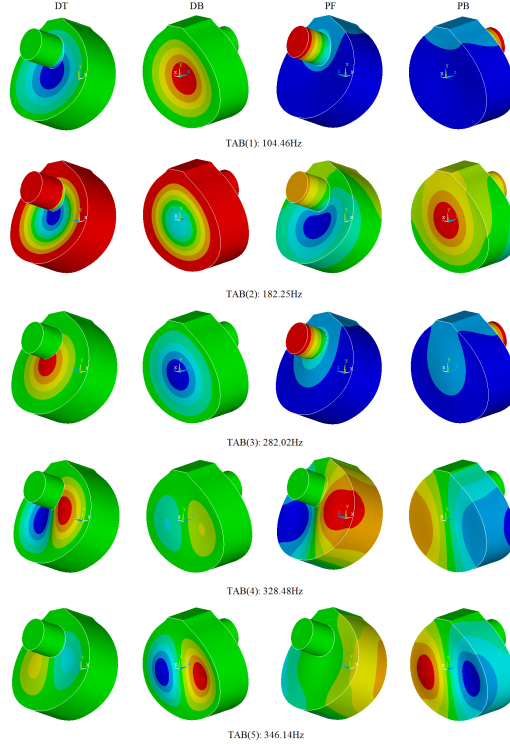 DT DB PF PB
TAB(1): 104.46Hz
TAB(2): 182.25Hz
TAB(3): 282.02Hz
TAB(4): 328.48Hz
TAB(5): 346.14Hz